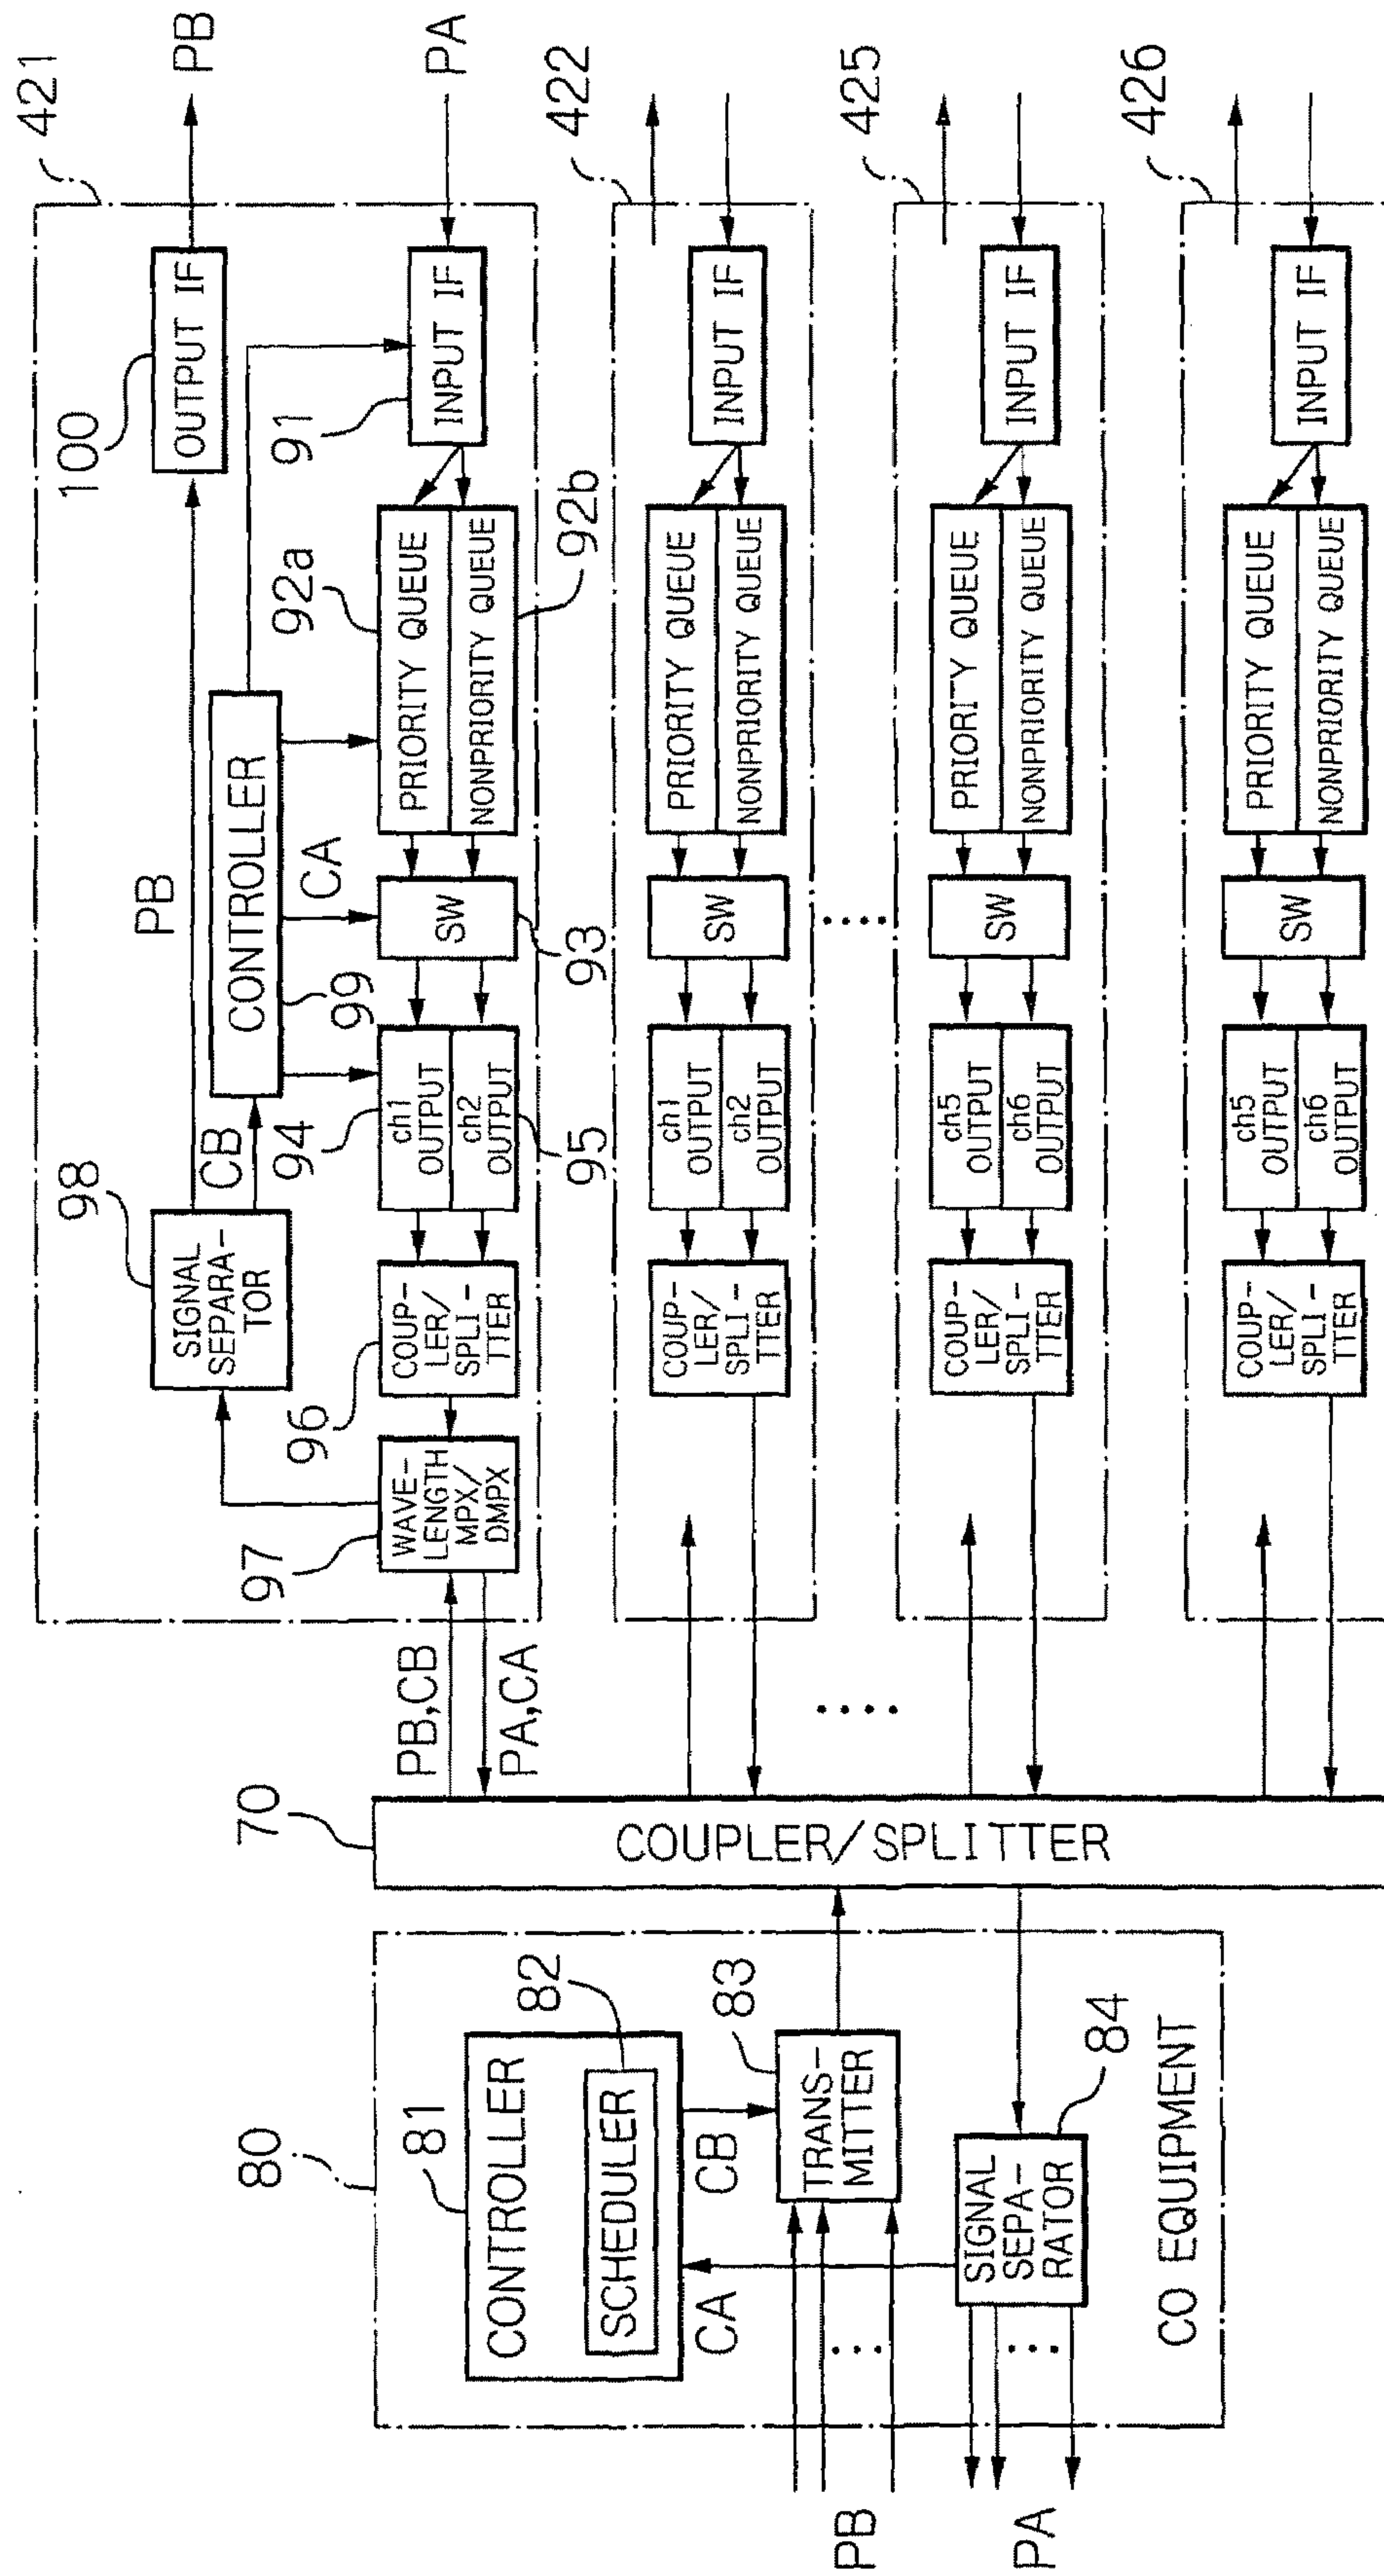 80
81
CONTROLLER
82
SCHEDULER
CA
CB
83
TRANS-
MITTER
84
SIGNAL
SEPA-
RATOR
CO EQUIPMENT
PB
PA
70
COUPLER/SPLITTER
PB,CB
PA,CA
421
97
WAVE-
LENGTH
MPX/
DMPX
96
COUP-
LER/
SPLI-
TTER
98
SIGNAL
SEPARA-
TOR
CB
PB
94
ch1
OUTPUT
ch2
OUTPUT
95
99
CONTROLLER
CA
SW
93
92a
PRIORITY QUEUE
NONPRIORITY QUEUE
92b
91
INPUT IF
100
OUTPUT IF
PB
PA
422
COUP-
LER/
SPLI-
TTER
ch1
OUTPUT
ch2
OUTPUT
SW
PRIORITY QUEUE
NONPRIORITY QUEUE
INPUT IF
425
COUP-
LER/
SPLI-
TTER
ch5
OUTPUT
ch6
OUTPUT
SW
PRIORITY QUEUE
NONPRIORITY QUEUE
INPUT IF
426
COUP-
LER/
SPLI-
TTER
ch5
OUTPUT
ch6
OUTPUT
SW
PRIORITY QUEUE
NONPRIORITY QUEUE
INPUT IF